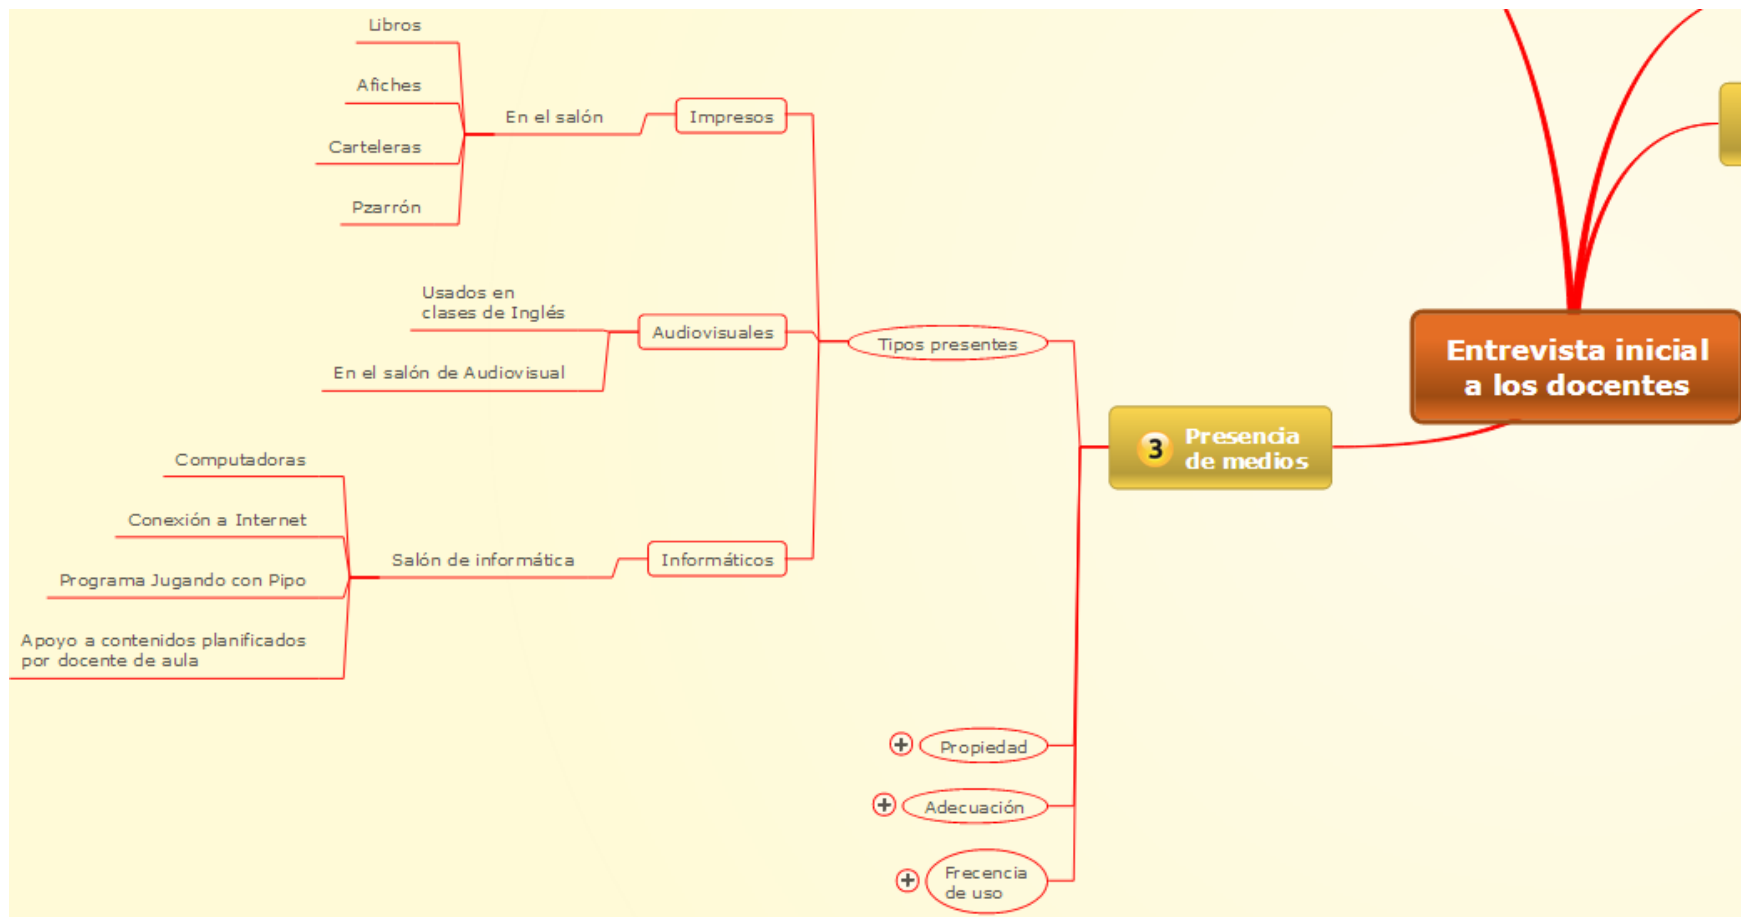 Libros
Afiches
Carteleras
Pzarrón
En el salón
Impresos
Usados en
clases de Inglés
En el salón de Audiovisual
Audiovisuales
Tipos presentes
Computadoras
Conexión a Internet
Programa Jugando con Pipo
Apoyo a contenidos planificados
por docente de aula
Salón de informática
Informáticos
Propiedad
Adecuación
Frecencia
de uso
3
Presencia
de medios
Entrevista inicial
a los docentes